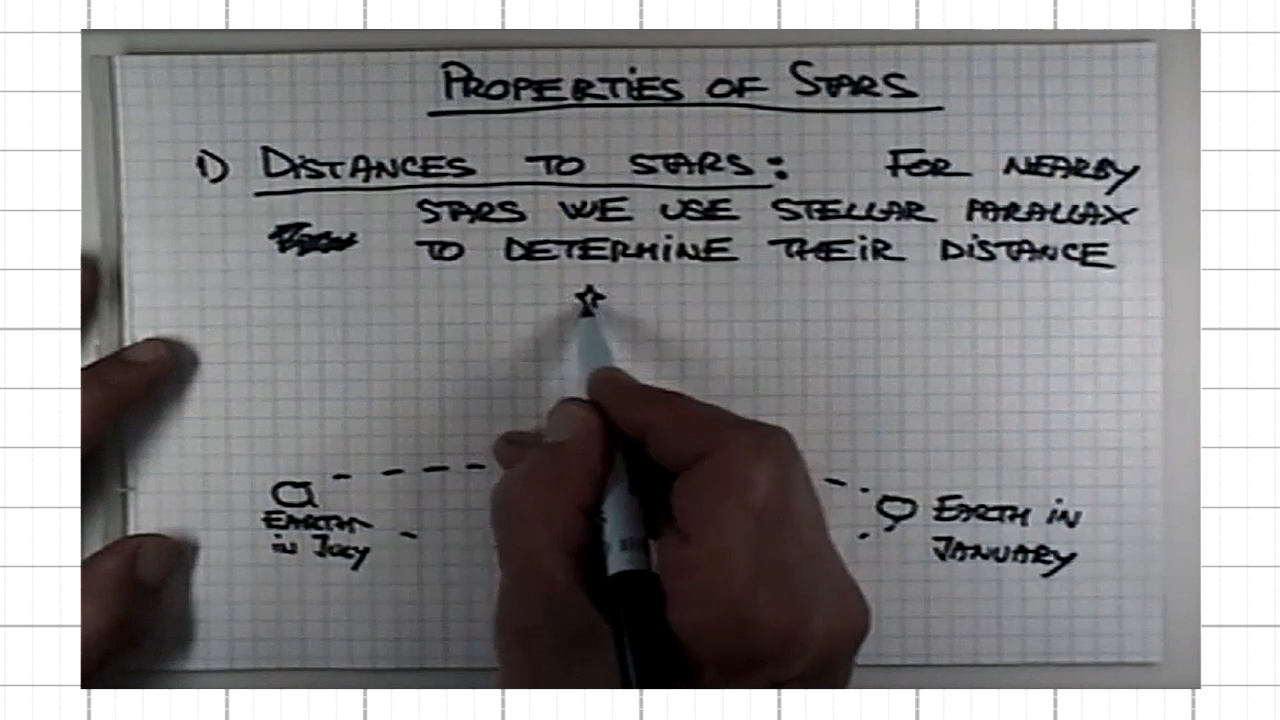 PROPERTIES OF STARS
1) DISTANCES TO STARS: FOR NEARBY
STARS WE USE STELLAR PARALLAX
TO DETERMINE THEIR DISTANCE
EARTH
in JULY
EARTH in
JANUARY